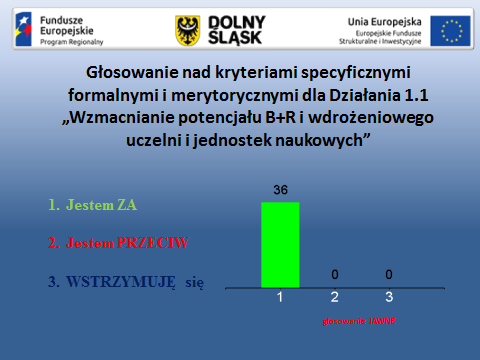 Fundusze
Europejskie
Program Regionalny
DOLNY
ŚLĄSK
Unia Europejska
Europejskie Fundusze
Strukturalne i Inwestycyjne
Głosowanie nad kryteriami specyficznymi
formalnymi i merytorycznymi dla Działania 1.1
„Wzmacnianie potencjału B+R i wdrożeniowego
uczelni i jednostek naukowych”
1. Jestem ZA
2. Jestem PRZECIW
3. WSTRZYMUJĘ się
36
0 0
1 2 3
głosowanie JAWNE